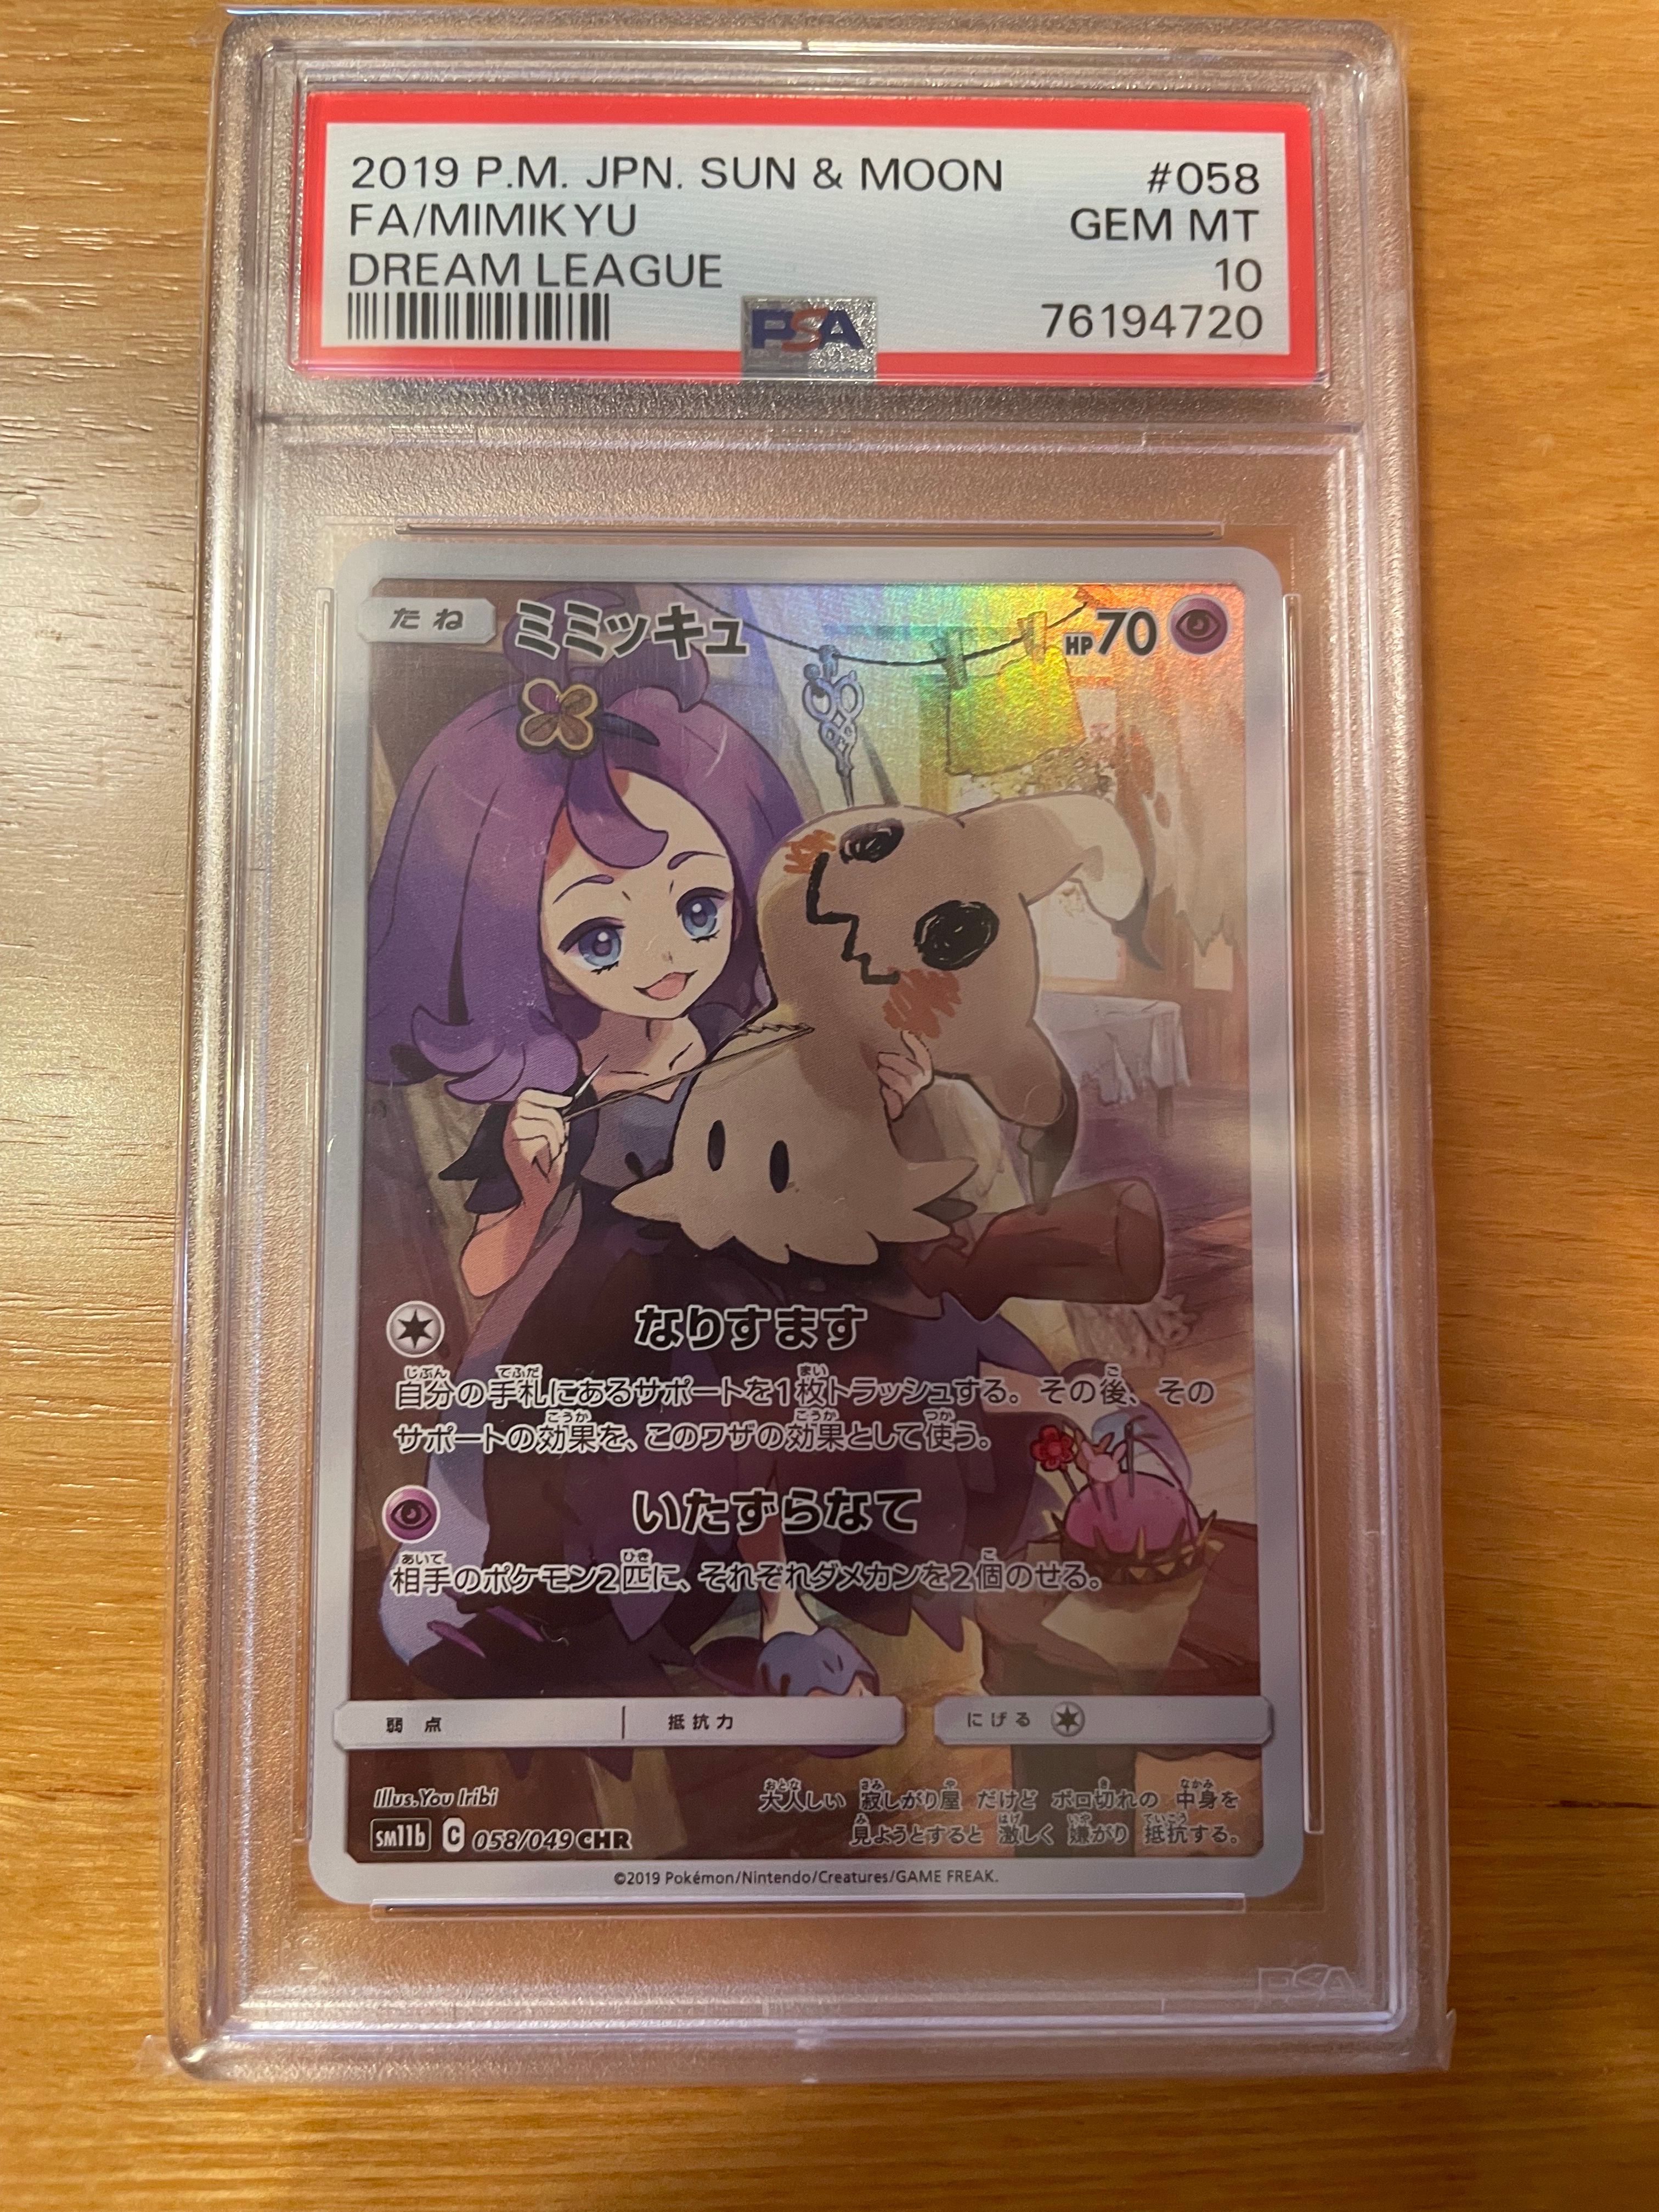 2019 P.M. JPN. SUN & MOON #058
FA/MIMIKYU GEM MT
DREAM LEAGUE 10
PSA 76194720
たね ミミッキュ HP70
なりすます
自分の手札にあるサポートを1枚トラッシュする。その後、その
サポートの効果を、このワザの効果として使う。
いたずらなて
相手のポケモン2匹に、それぞれダメカンを2個のせる。
弱点 抵抗力 にげる
Illus.You Iribi
大人しい 寂しがり屋 だけど ボロ切れの 中身を
見ようとすると 激しく 嫌がり 抵抗する。
SM11b C 058/049 CHR
©2019 Pokémon/Nintendo/Creatures/GAME FREAK.
PSA